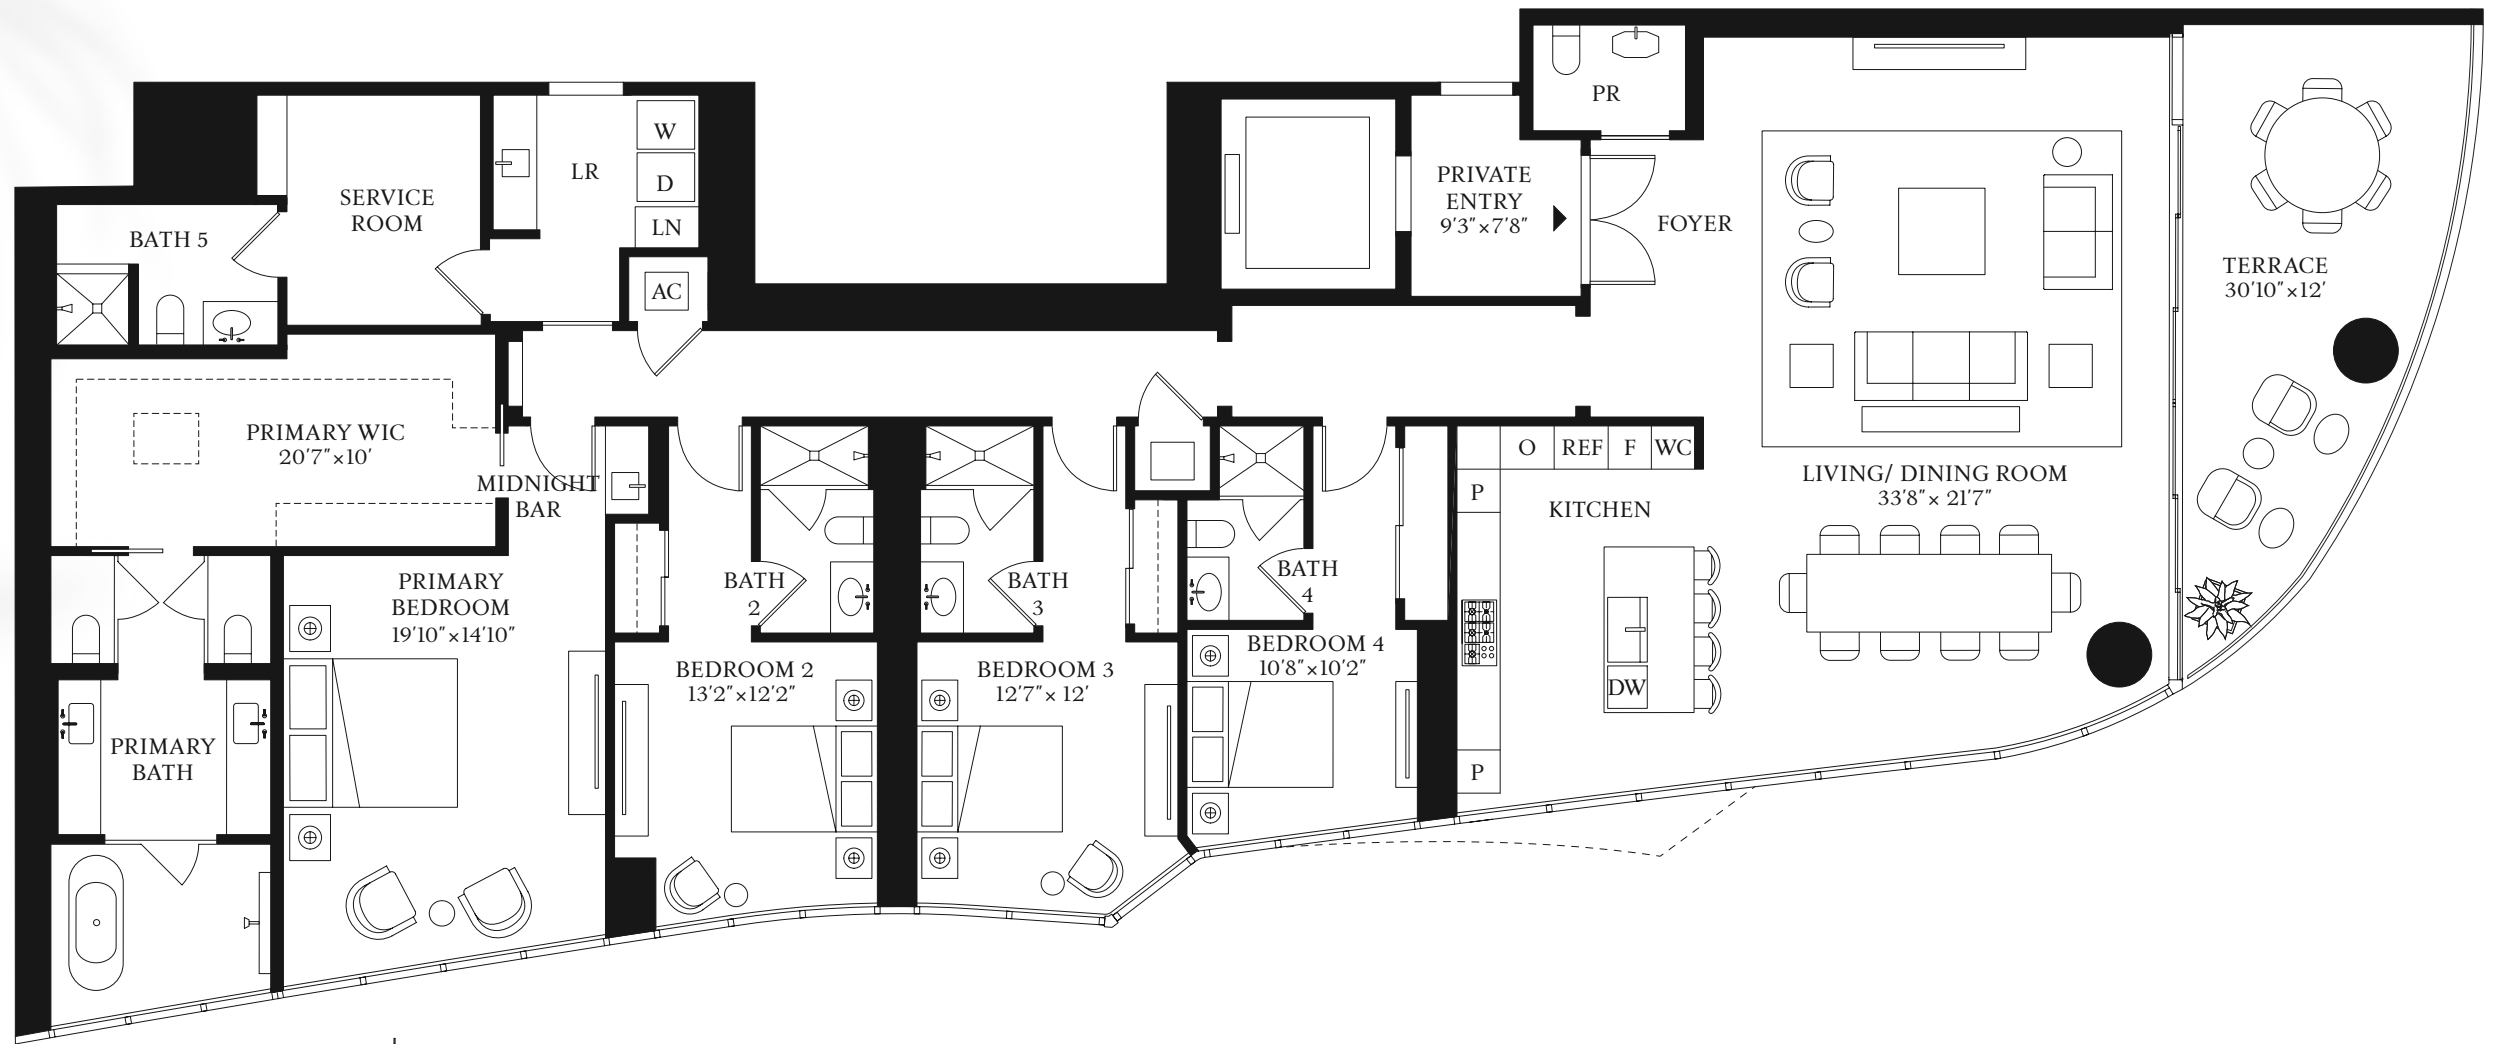 PR
W
D
LN
LR
AC
SERVICE
ROOM
BATH 5
PRIVATE
ENTRY
9'3"×7'8"
FOYER
TERRACE
30'10"×12'
PRIMARY WIC
20'7"×10'
MIDNIGHT
BAR
O
REF
F
WC
P
KITCHEN
LIVING/ DINING ROOM
33'8"× 21'7"
PRIMARY
BEDROOM
19'10"×14'10"
BATH
2
BATH
3
BATH
4
BEDROOM 2
13'2"×12'2"
BEDROOM 3
12'7"× 12'
BEDROOM 4
10'8"×10'2"
DW
P
PRIMARY
BATH